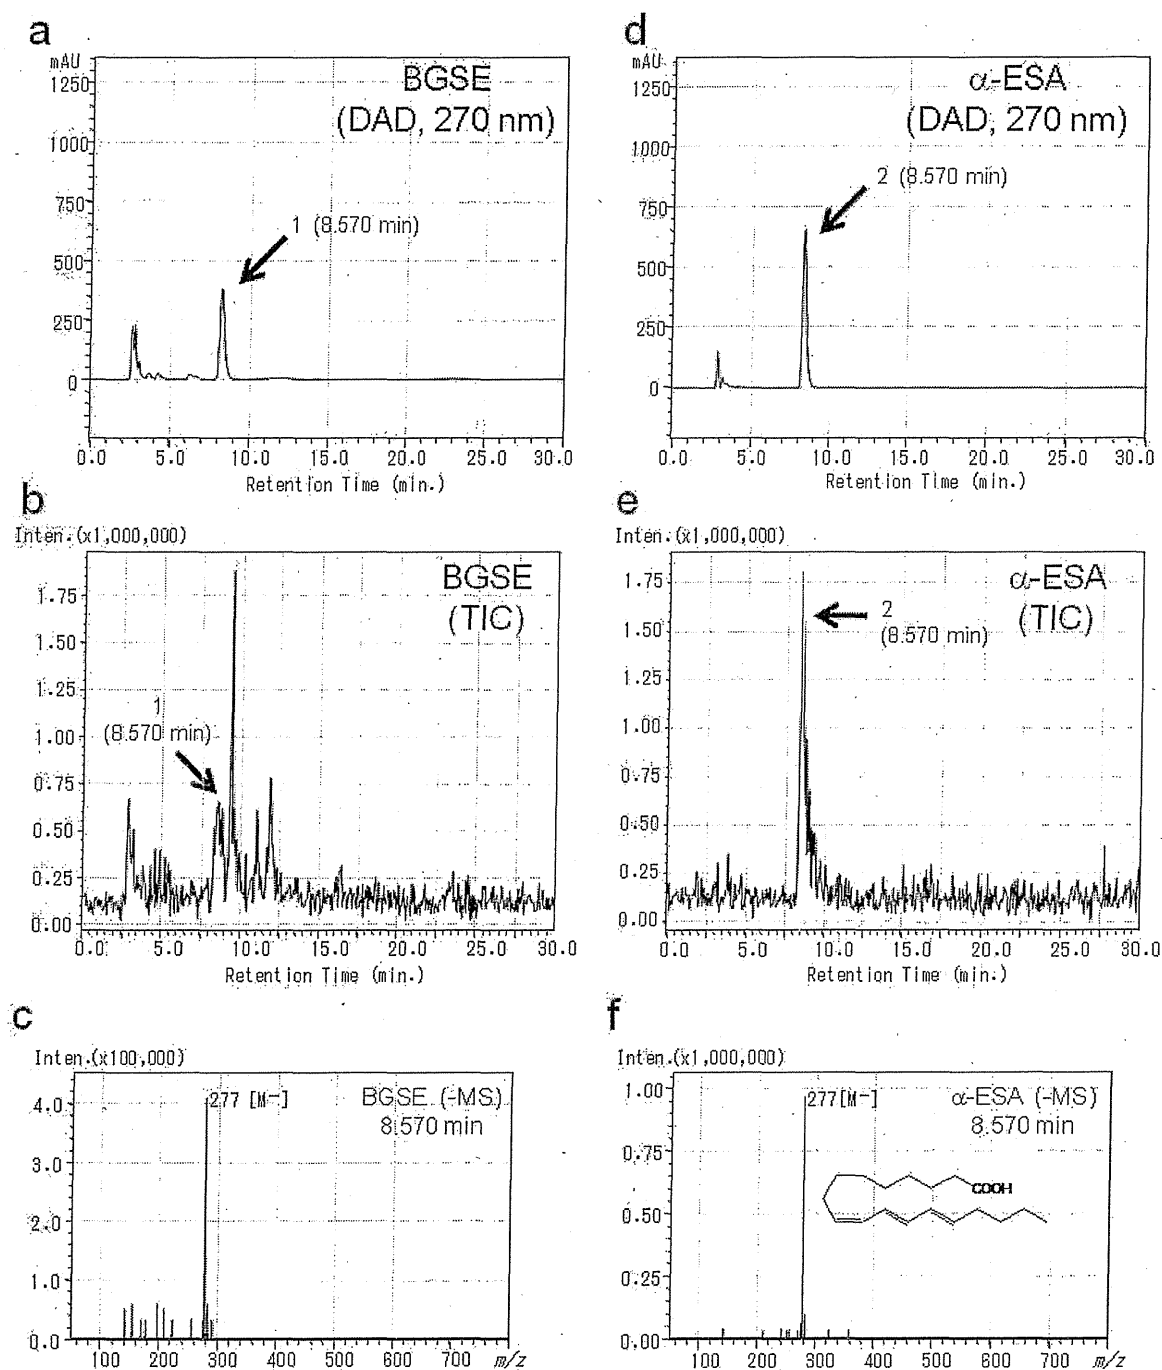 a
mAU
BGSE
(DAD, 270 nm)
1250
1000
750
500
250
0
1 (8.570 min)
0.0 5.0 10.0 15.0 20.0 25.0 30.0
Retention Time (min.)
d
mAU
α-ESA
(DAD, 270 nm)
1250
1000
750
500
250
0
2 (8.570 min)
0.0 5.0 10.0 15.0 20.0 25.0 30.0
Retention Time (min.)
b
Inten.(x1,000,000)
BGSE
(TIC)
1.75
1.50
1.25
1.00
0.75
0.50
0.25
0.00
1
(8.570 min)
0.0 5.0 10.0 15.0 20.0 25.0 30.0
Retention Time (min.)
e
Inten.(x1,000,000)
α-ESA
(TIC)
1.75
1.50
1.25
1.00
0.75
0.50
0.25
0.00
2
(8.570 min)
0.0 5.0 10.0 15.0 20.0 25.0 30.0
Retention Time (min.)
c
Inten.(x100,000)
277 [M-]
BGSE (-MS)
8.570 min
4.0
3.0
2.0
1.0
0.0
100 200 300 400 500 600 700 m/z
f
Inten.(x1,000,000)
277[M-]
α-ESA (-MS)
8.570 min
1.00
0.75
0.50
0.25
0.00
COOH
100 200 300 400 500 600 700 m/z